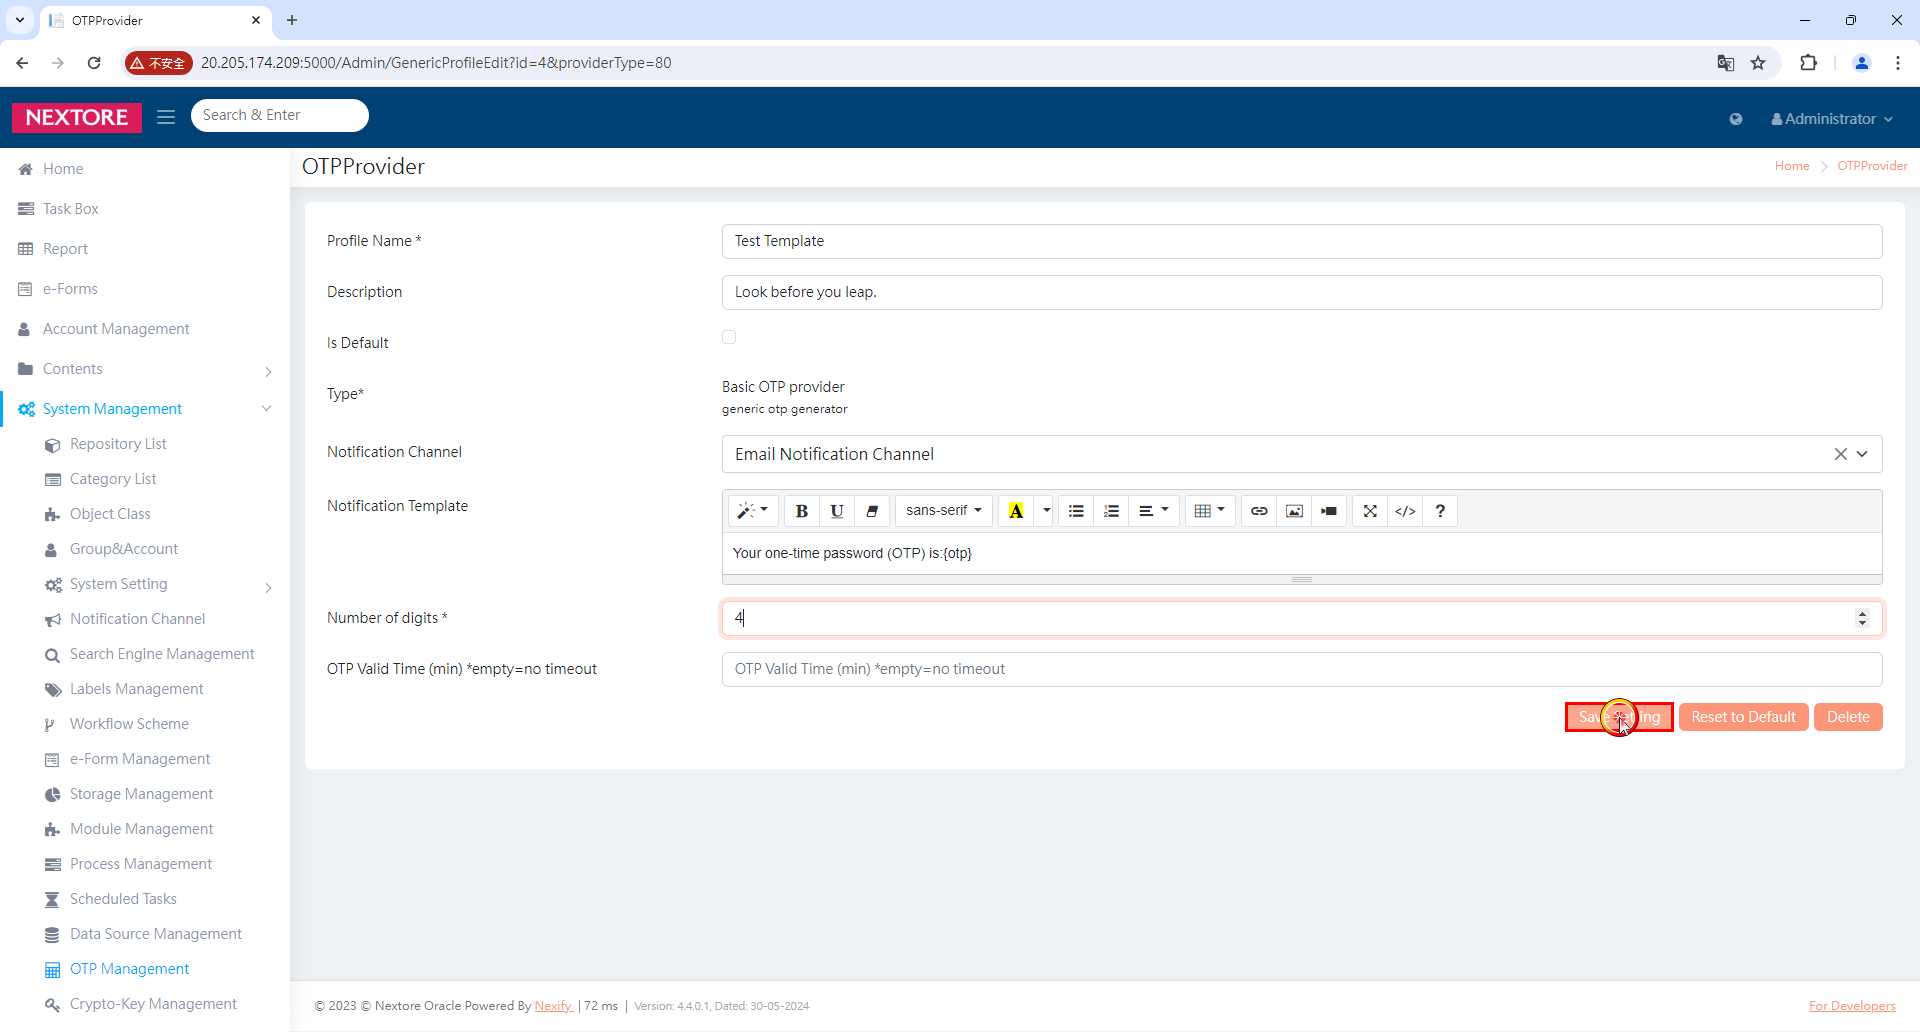 OTPProvider
不安全
20.205.174.209:5000/Admin/GenericProfileEdit?id=4&providerType=80
NEXTORE
Search & Enter
Administrator
Home
Task Box
Report
e-Forms
Account Management
Contents
System Management
Repository List
Category List
Object Class
Group&Account
System Setting
Notification Channel
Search Engine Management
Labels Management
Workflow Scheme
e-Form Management
Storage Management
Module Management
Process Management
Scheduled Tasks
Data Source Management
OTP Management
Crypto-Key Management
OTPProvider
Home OTPProvider
Profile Name * Test Template
Description Look before you leap.
Is Default
Type* Basic OTP provider
generic otp generator
Notification Channel Email Notification Channel
Notification Template
B U sans-serif A </> ?
Your one-time password (OTP) is:{otp}
Number of digits * 4
OTP Valid Time (min) *empty=no timeout OTP Valid Time (min) *empty=no timeout
Save Setting Reset to Default Delete
© 2023 © Nextore Oracle Powered By Nexify | 72 ms | Version: 4.4.0.1, Dated: 30-05-2024
For Developers